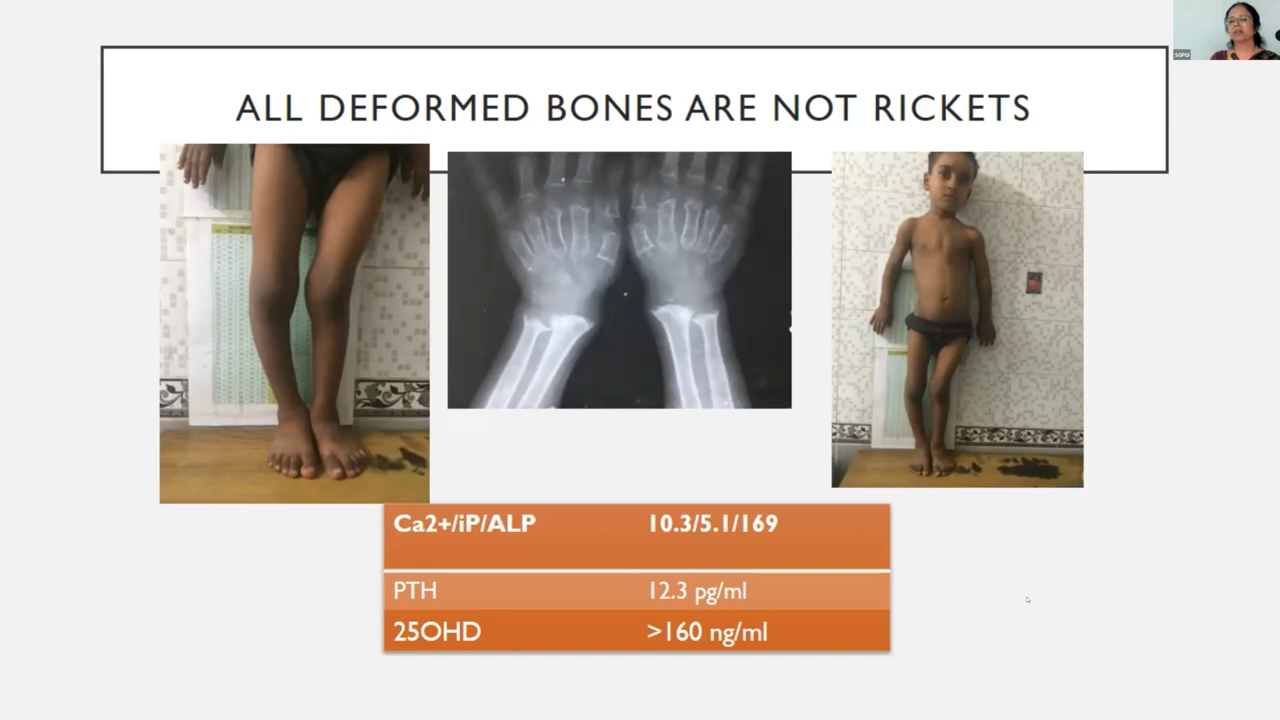 SGPGI
ALL DEFORMED BONES ARE NOT RICKETS
Ca2+/iP/ALP 10.3/5.1/169
PTH 12.3 pg/ml
25OHD >160 ng/ml